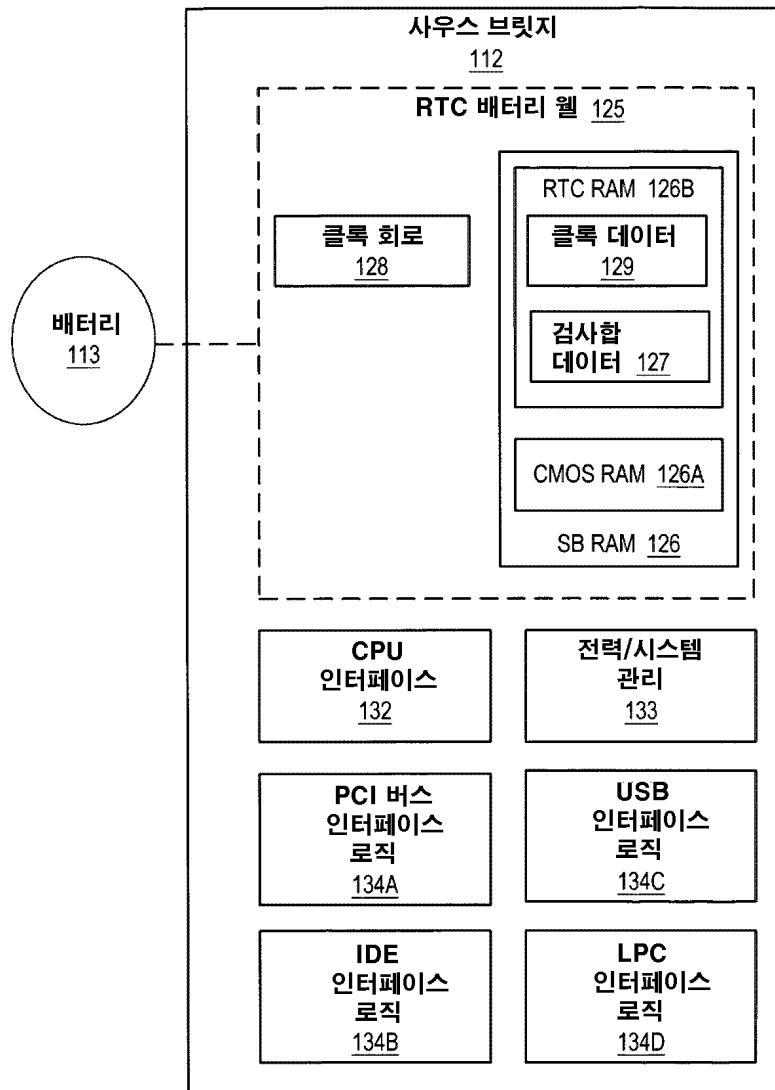 사우스 브릿지
112
RTC 배터리 웰 125
RTC RAM 126B
클록 회로
128
클록 데이터
129
배터리
113
검사합
데이터 127
CMOS RAM 126A
SB RAM 126
CPU
인터페이스
132
전력/시스템
관리
133
PCI 버스
인터페이스
로직
134A
USB
인터페이스
로직
134C
IDE
인터페이스
로직
134B
LPC
인터페이스
로직
134D